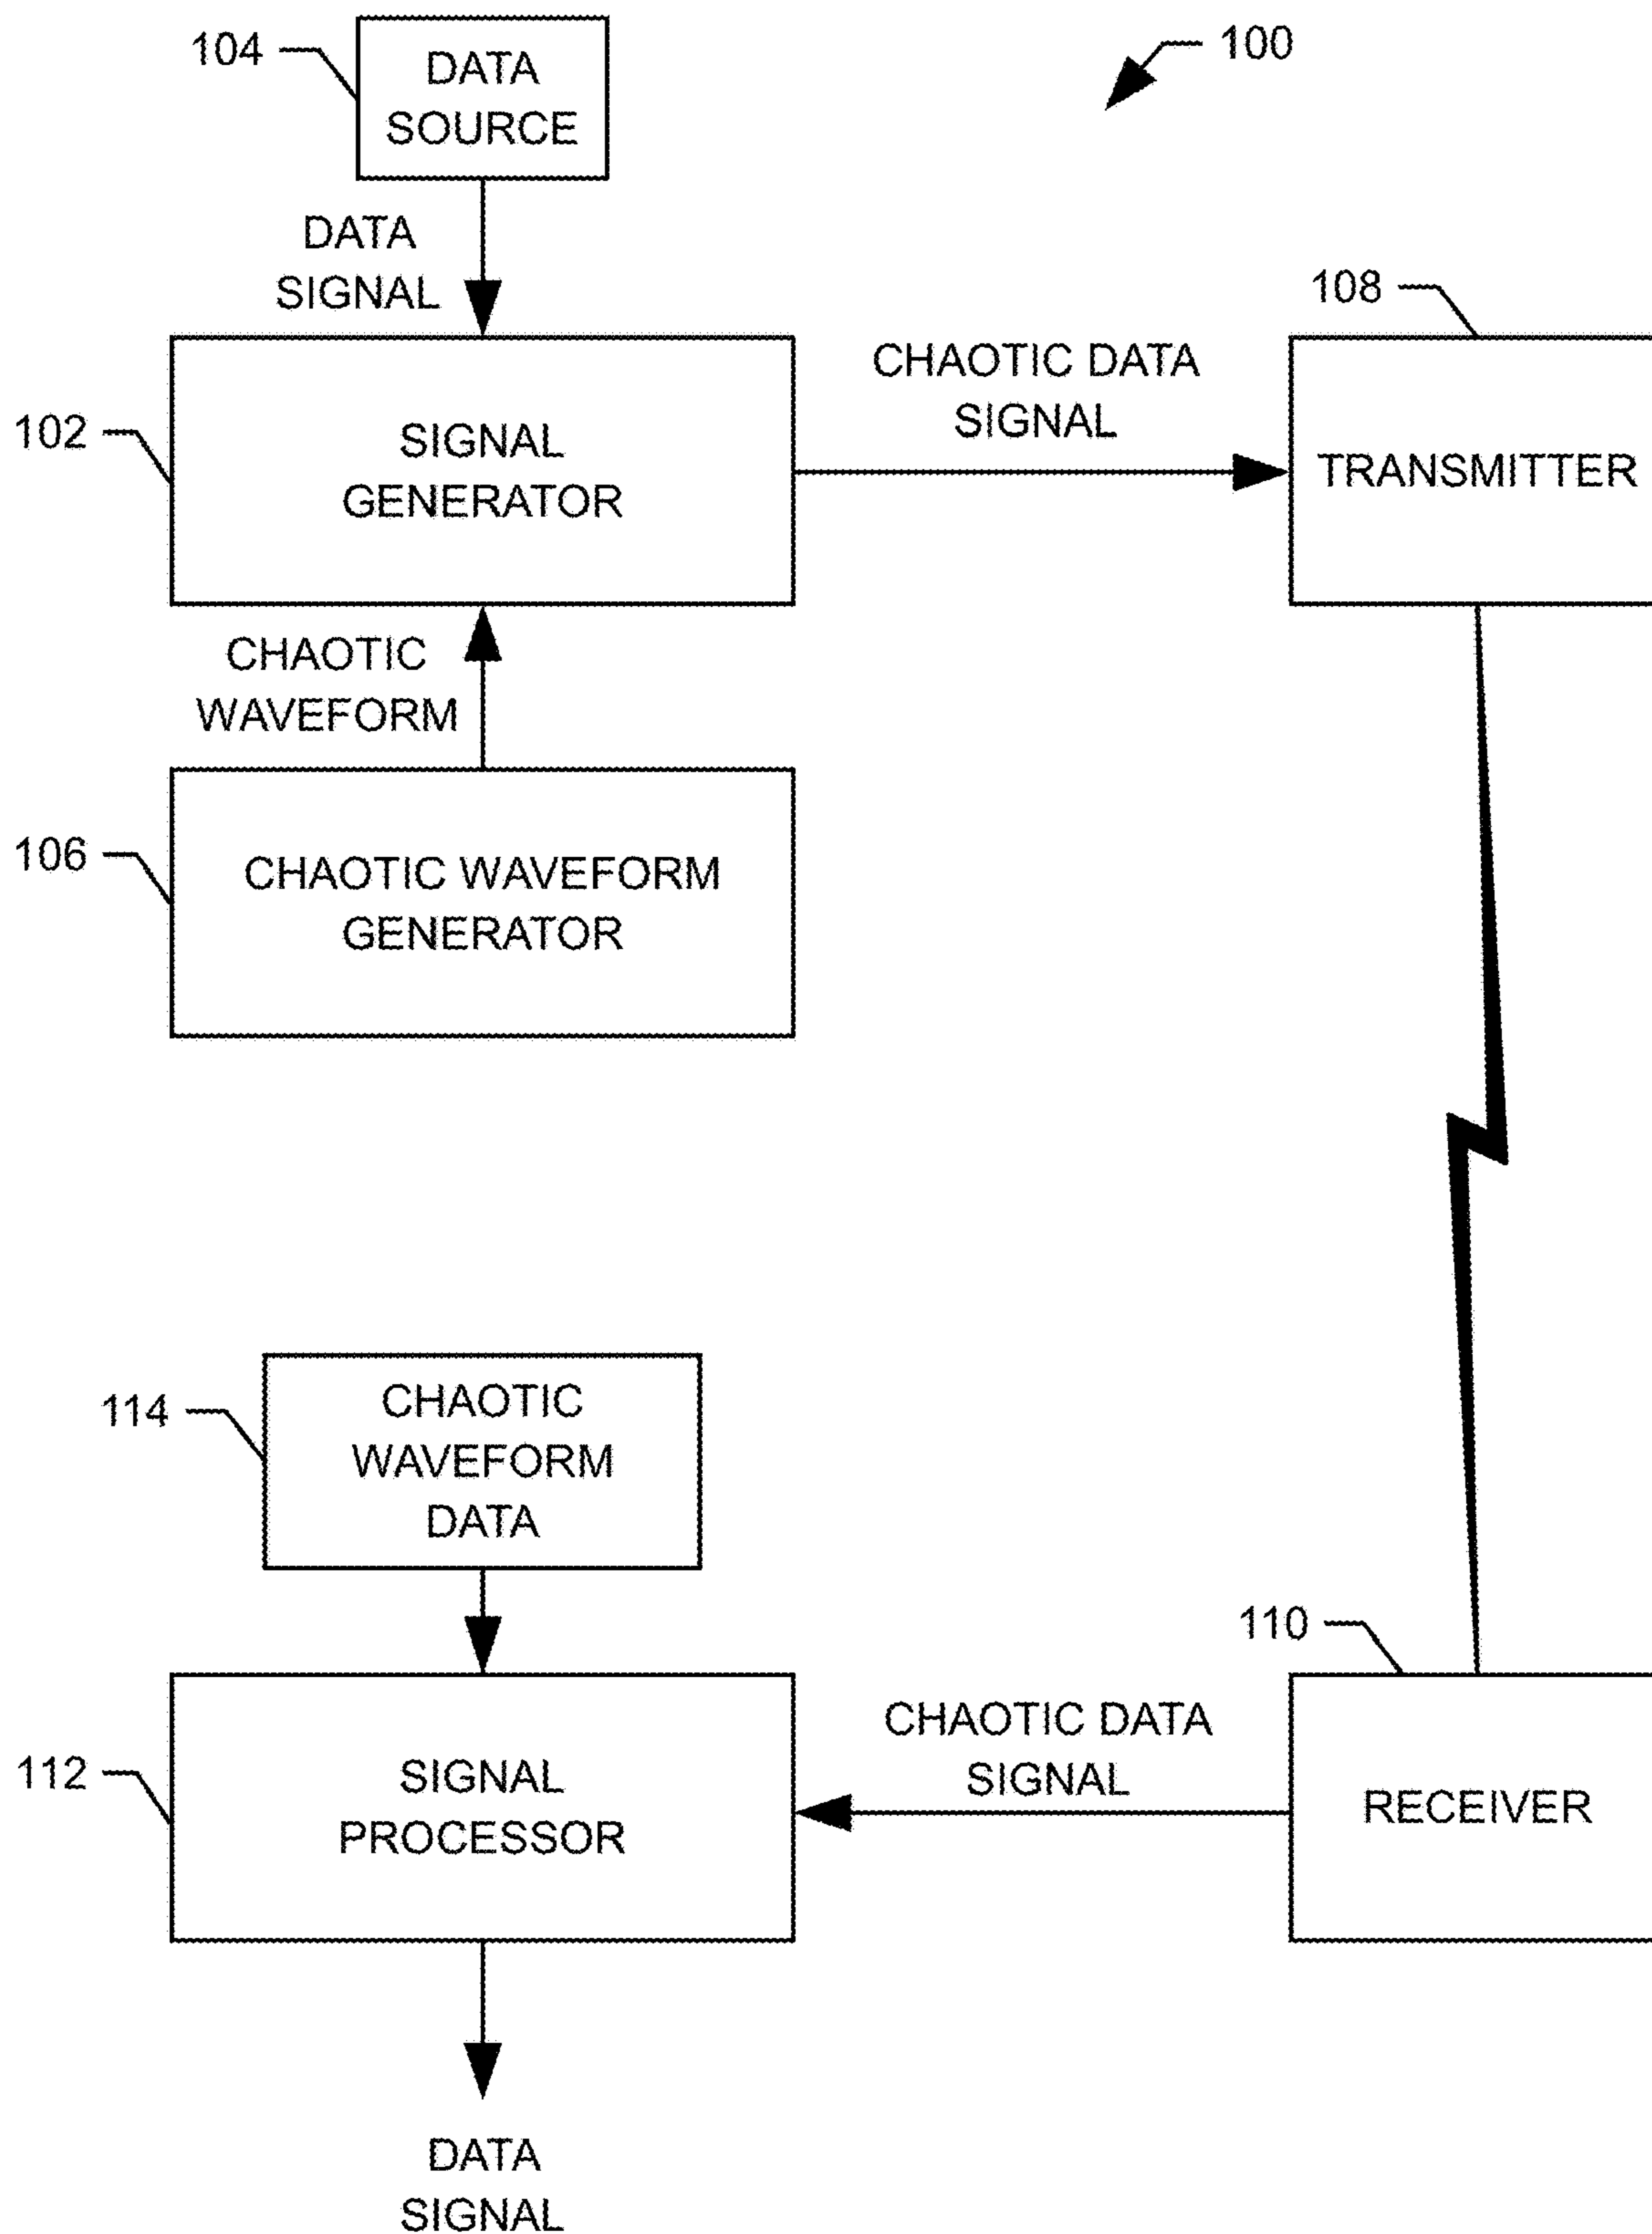 104
DATA
SOURCE
100
DATA
SIGNAL
108
CHAOTIC DATA
SIGNAL
102
SIGNAL
GENERATOR
TRANSMITTER
CHAOTIC
WAVEFORM
106
CHAOTIC WAVEFORM
GENERATOR
114
CHAOTIC
WAVEFORM
DATA
110
CHAOTIC DATA
SIGNAL
112
SIGNAL
PROCESSOR
RECEIVER
DATA
SIGNAL